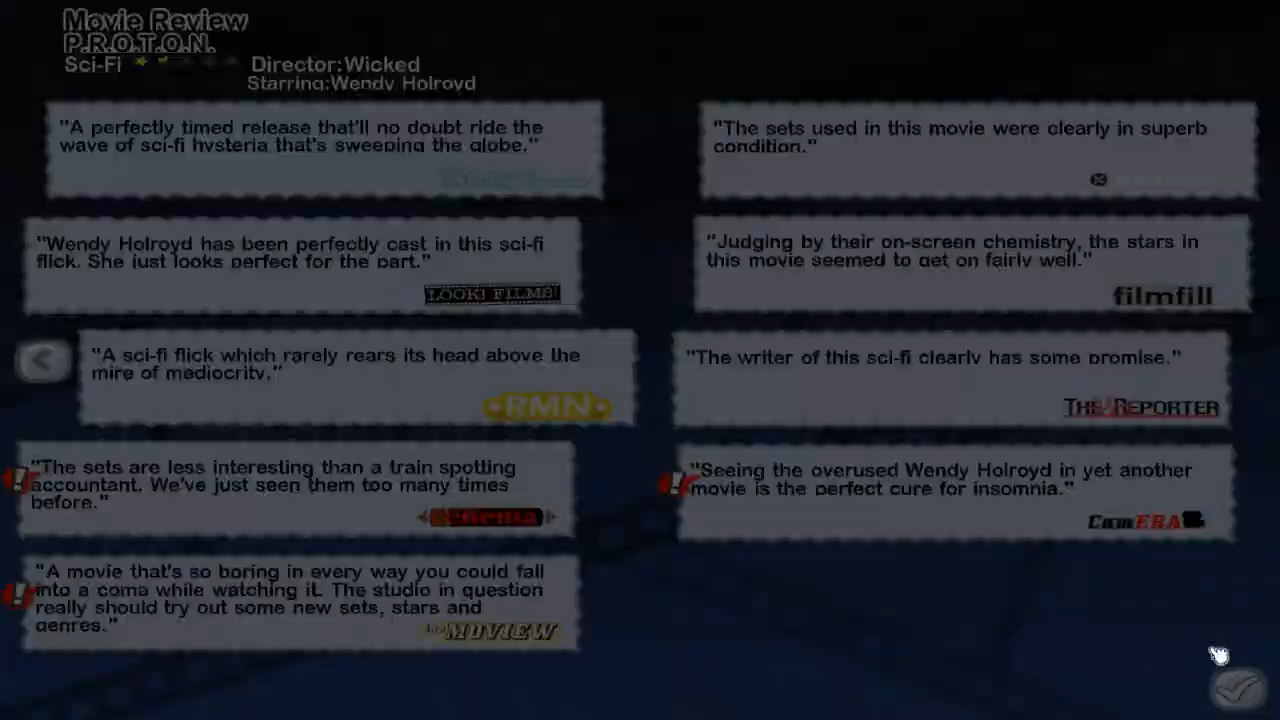 Movie Review
P.R.O.T.O.N.
Sci-Fi
Director:Wicked
Starring:Wendy Holroyd
"A perfectly timed release that'll no doubt ride the
wave of sci-fi hysteria that's sweeping the globe."
"The sets used in this movie were clearly in superb
condition."
"Wendy Holroyd has been perfectly cast in this sci-fi
flick. She just looks perfect for the part."
LOOK! FILMS!
"Judging by their on-screen chemistry, the stars in
this movie seemed to get on fairly well."
filmfill
"A sci-fi flick which rarely rears its head above the
mire of mediocrity."
RMN
"The writer of this sci-fi clearly has some promise."
THE REPORTER
"The sets are less interesting than a train spotting
accountant. We've just seen them too many times
before."
"Seeing the overused Wendy Holroyd in yet another
movie is the perfect cure for insomnia."
CamERA
"A movie that's so boring in every way you could fall
into a coma while watching it. The studio in question
really should try out some new sets, stars and
genres."
MOVIEW